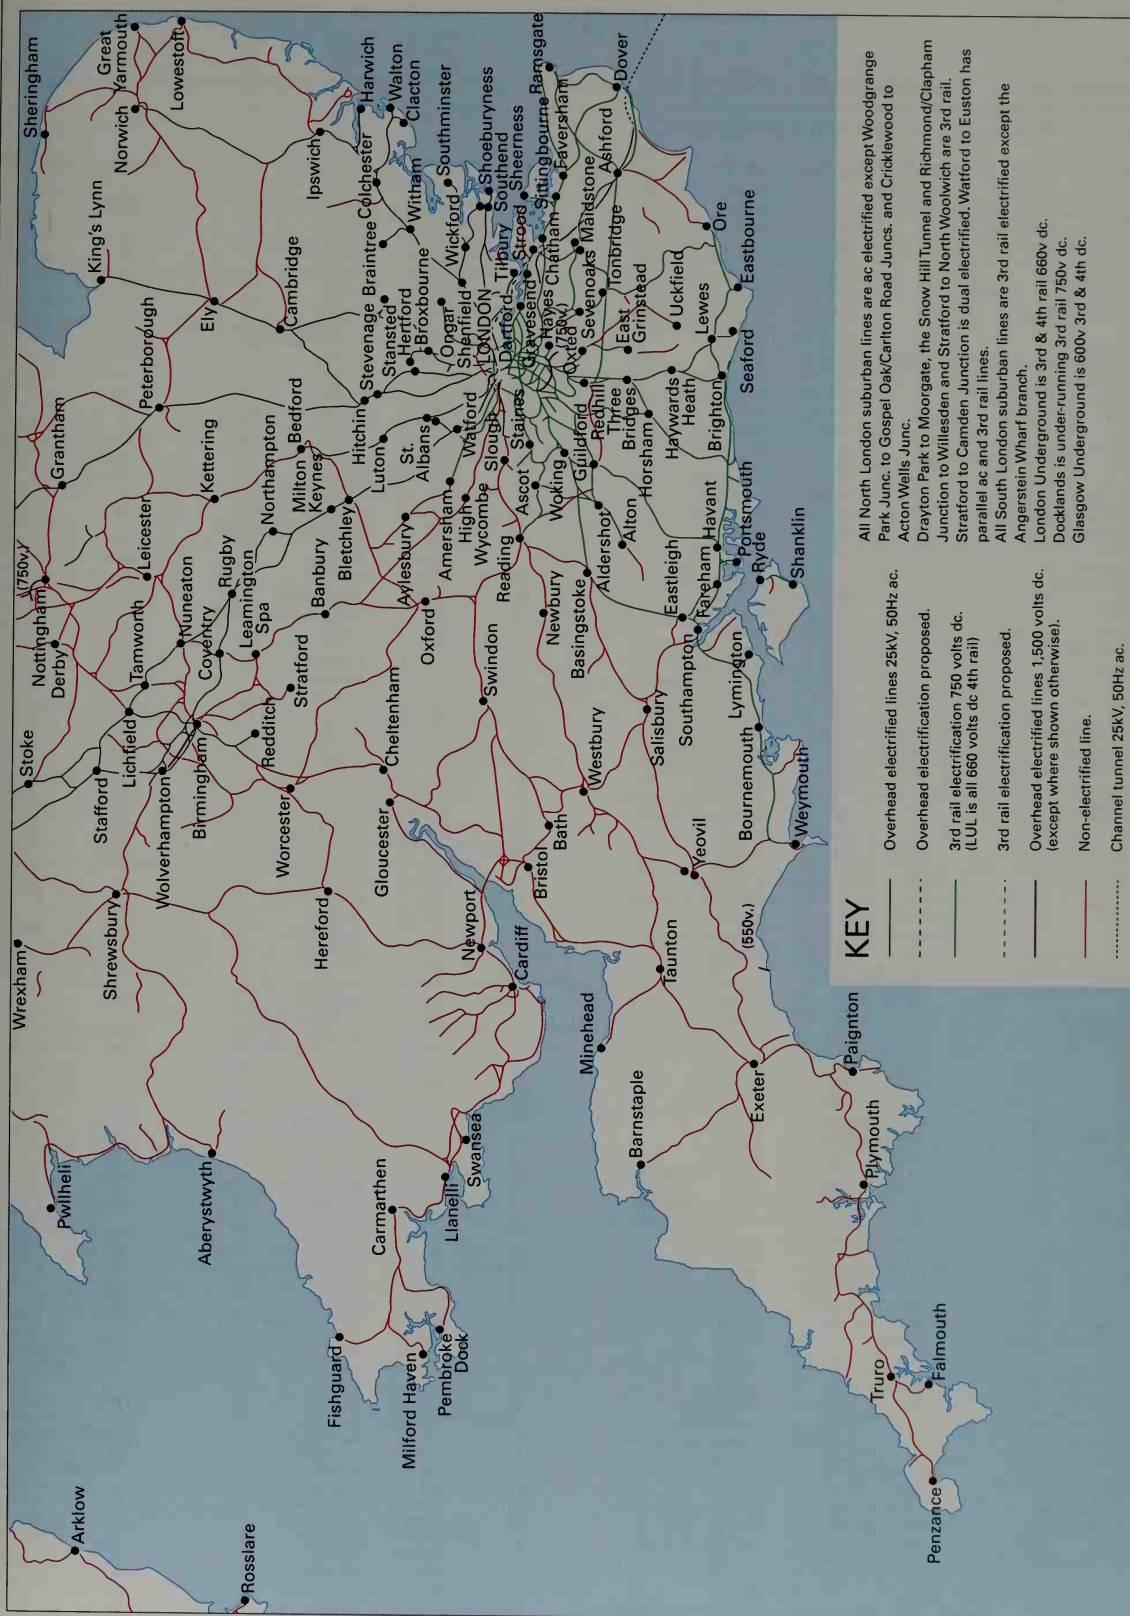 Sheringham
Great
Yarmouth
Lowestoft
Norwich
King's Lynn
Ipswich
Harwich
Walton
Clacton
Colchester
Braintree
Witham
Southminster
Wickford
Shoeburyness
Southend
Sheerness
Ramsgate
Dover
Sittingbourne
Faversham
Ashford
Peterborough
Ely
Cambridge
Stevenage
Stansted
Hertford
Broxbourne
Ongar
Shenfield
LONDON
Tilbury
Dartford
Gravesend
Strood
Chatham
Maidstone
Hayes
(750v.)
Oxted
Sevenoaks
Tonbridge
East
Grinstead
Uckfield
Lewes
Ore
Eastbourne
Seaford
Grantham
Kettering
Northampton
Bedford
Hitchin
Luton
St.
Albans
Watford
Slough
Staines
Guildford
Redhill
Three
Bridges
Horsham
Haywards
Heath
Brighton
Leicester
Milton
Keynes
Bletchley
Aylesbury
Amersham
High
Wycombe
Ascot
Woking
Reading
Aldershot
Alton
Havant
Portsmouth
Ryde
Shanklin
Fareham
Eastleigh
(750v.)
Nottingham
Derby
Tamworth
Nuneaton
Coventry
Rugby
Leamington
Spa
Banbury
Stratford
Oxford
Newbury
Basingstoke
Swindon
Southampton
Lymington
Salisbury
Stoke
Stafford
Lichfield
Wolverhampton
Birmingham
Redditch
Worcester
Cheltenham
Gloucester
Westbury
Bath
Bristol
Bournemouth
Weymouth
Yeovil
(550v.)
Wrexham
Shrewsbury
Hereford
Newport
Cardiff
Minehead
Taunton
Exeter
Barnstaple
Paignton
Plymouth
Pwllheli
Aberystwyth
Carmarthen
Llanelli
Swansea
Fishguard
Milford Haven
Pembroke
Dock
Truro
Falmouth
Penzance
Arklow
Rosslare
KEY
Overhead electrified lines 25kV, 50Hz ac.
Overhead electrification proposed.
3rd rail electrification 750 volts dc.
(LUL is all 660 volts dc 4th rail)
3rd rail electrification proposed.
Overhead electrified lines 1,500 volts dc.
(except where shown otherwise).
Non-electrified line.
Channel tunnel 25kV, 50Hz ac.
All North London suburban lines are ac electrified except Woodgrange
Park Junc. to Gospel Oak/Carlton Road Juncs. and Cricklewood to
Acton Wells Junc.
Drayton Park to Moorgate, the Snow Hill Tunnel and Richmond/Clapham
Junction to Willesden and Stratford to North Woolwich are 3rd rail.
Stratford to Camden Junction is dual electrified. Watford to Euston has
parallel ac and 3rd rail lines.
All South London suburban lines are 3rd rail electrified except the
Angerstein Wharf branch.
London Underground is 3rd & 4th rail 660v dc.
Docklands is under-running 3rd rail 750v dc.
Glasgow Underground is 600v 3rd & 4th dc.